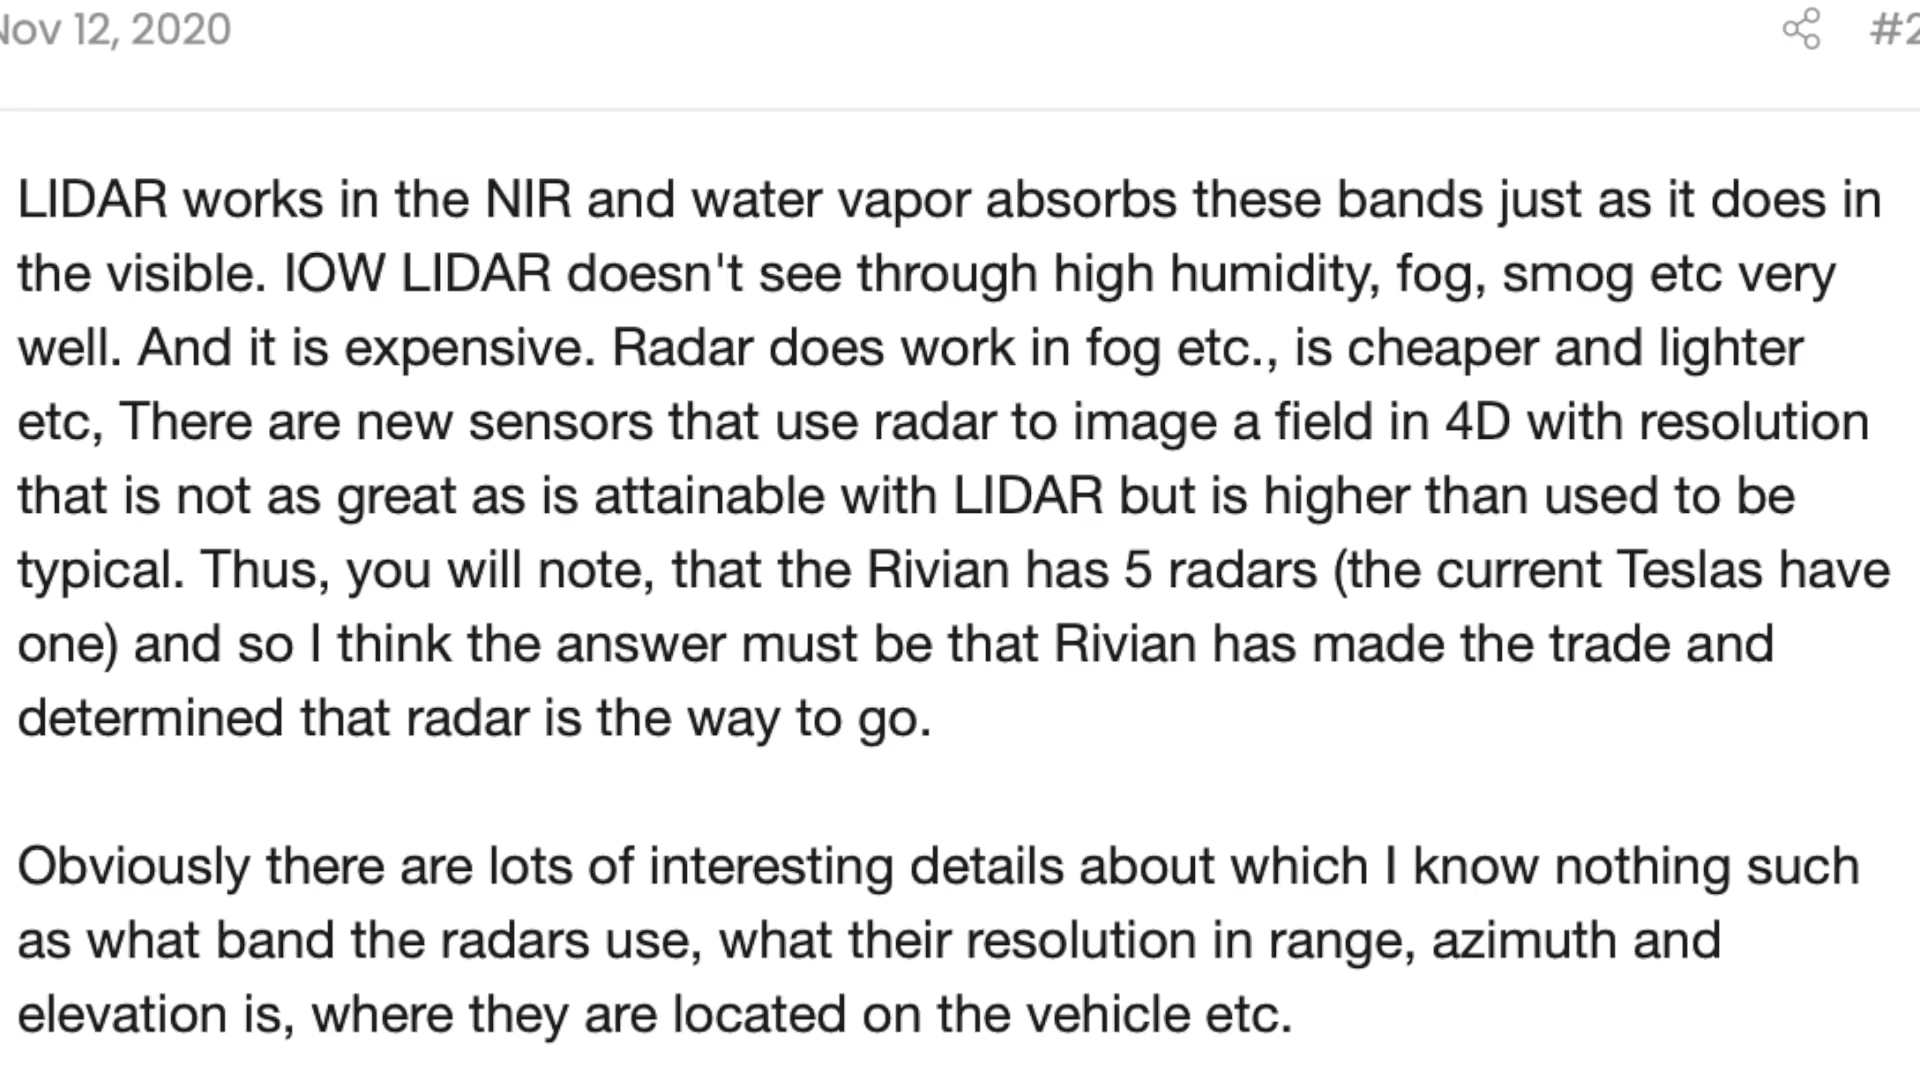 Nov 12, 2020
#2
LIDAR works in the NIR and water vapor absorbs these bands just as it does in
the visible. IOW LIDAR doesn't see through high humidity, fog, smog etc very
well. And it is expensive. Radar does work in fog etc., is cheaper and lighter
etc, There are new sensors that use radar to image a field in 4D with resolution
that is not as great as is attainable with LIDAR but is higher than used to be
typical. Thus, you will note, that the Rivian has 5 radars (the current Teslas have
one) and so I think the answer must be that Rivian has made the trade and
determined that radar is the way to go.
Obviously there are lots of interesting details about which I know nothing such
as what band the radars use, what their resolution in range, azimuth and
elevation is, where they are located on the vehicle etc.